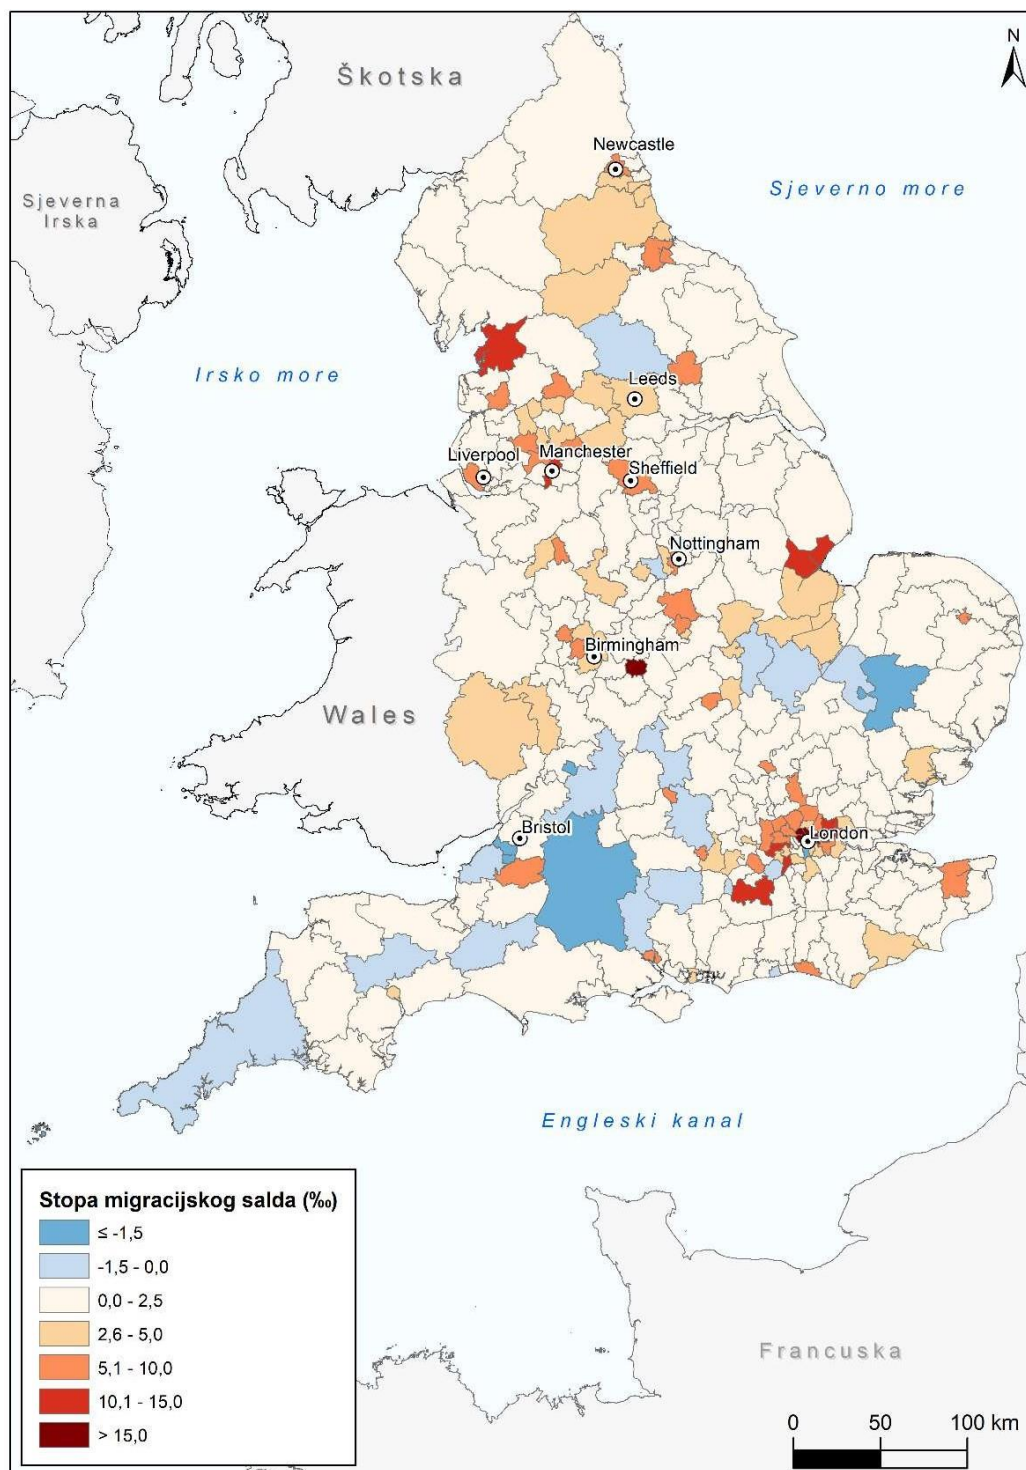 N
Škotska
Newcastle
Sjeverno more
Sjeverna
Irska
Irsko more
Leeds
Liverpool
Manchester
Sheffield
Nottingham
Birmingham
Wales
Bristol
London
Engleski kanal
Stopa migracijskog salda (‰)
≤ -1,5
-1,5 - 0,0
0,0 - 2,5
2,6 - 5,0
5,1 - 10,0
10,1 - 15,0
> 15,0
Francuska
0 50 100 km